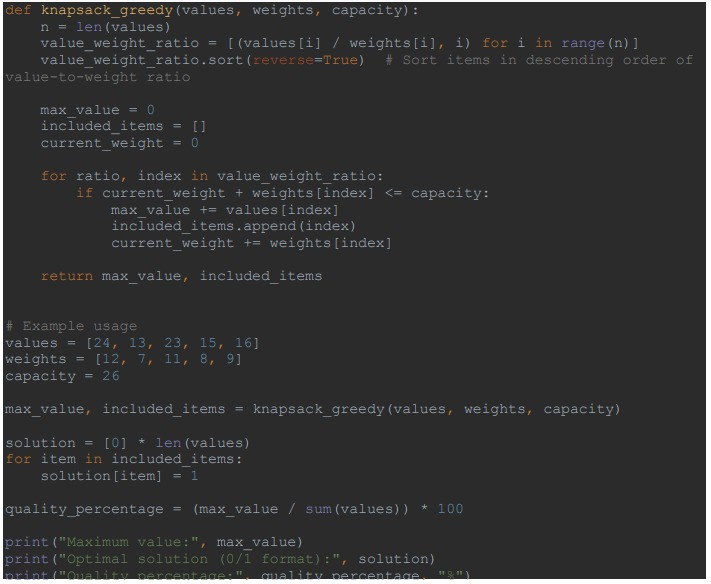 def knapsack_greedy(values, weights, capacity):
    n = len(values)
    value_weight_ratio = [(values[i] / weights[i], i) for i in range(n)]
    value_weight_ratio.sort(reverse=True)  # Sort items in descending order of
value-to-weight ratio

    max_value = 0
    included_items = []
    current_weight = 0

    for ratio, index in value_weight_ratio:
        if current_weight + weights[index] <= capacity:
            max_value += values[index]
            included_items.append(index)
            current_weight += weights[index]

    return max_value, included_items


# Example usage
values = [24, 13, 23, 15, 16]
weights = [12, 7, 11, 8, 9]
capacity = 26

max_value, included_items = knapsack_greedy(values, weights, capacity)

solution = [0] * len(values)
for item in included_items:
    solution[item] = 1

quality_percentage = (max_value / sum(values)) * 100

print("Maximum value:", max_value)
print("Optimal solution (0/1 format):", solution)
print("Quality percentage:", quality_percentage, "%")